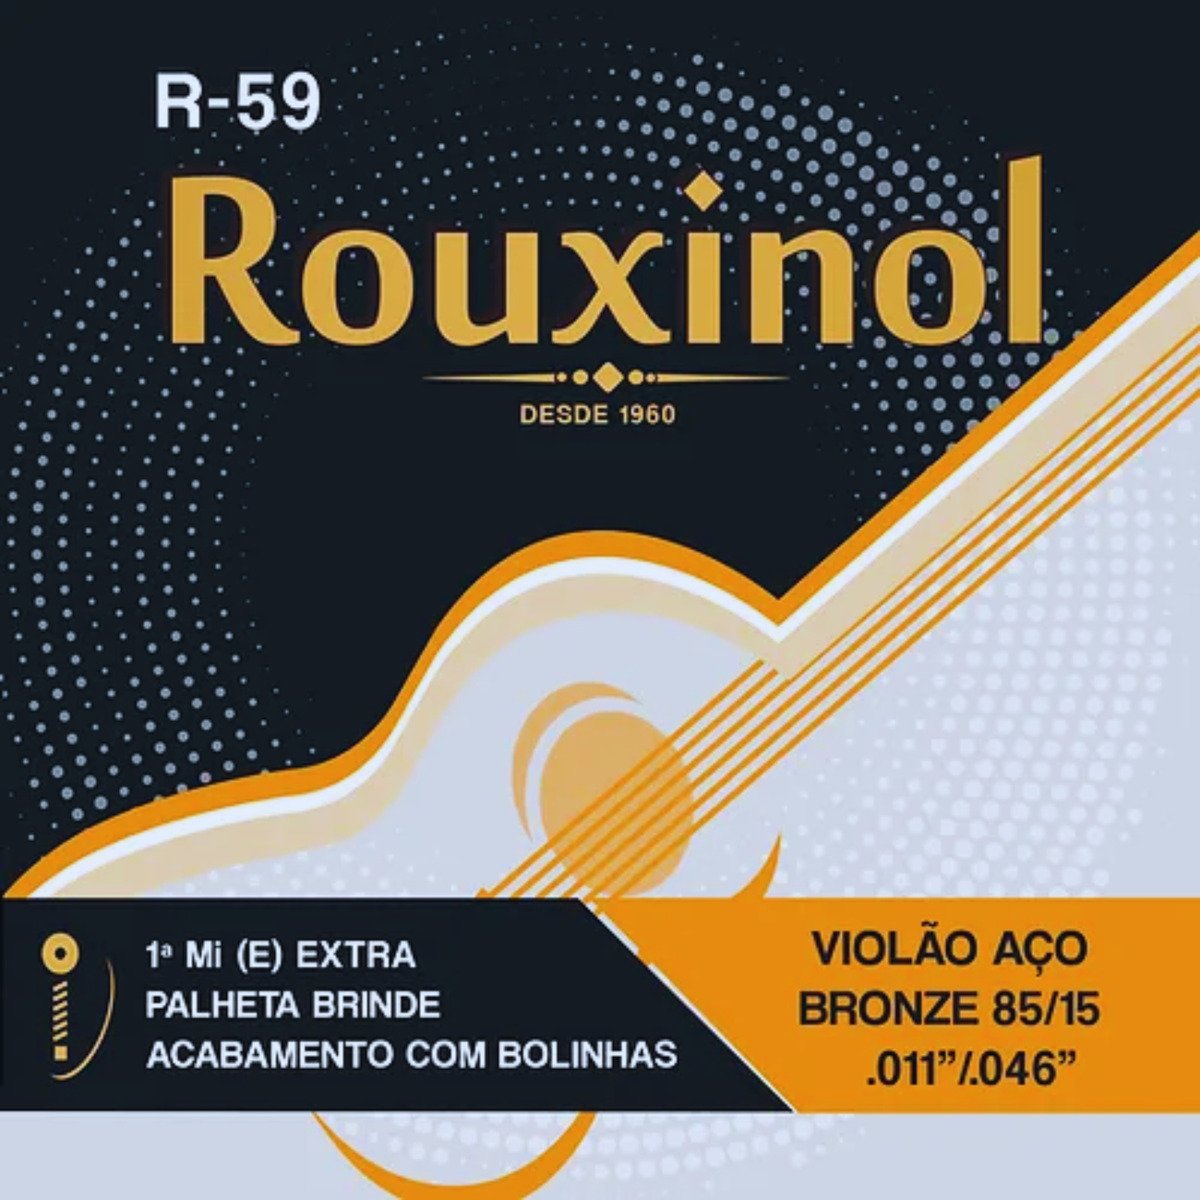 R-59
Rouxinol
DESDE 1960
1ª Mi (E) EXTRA
PALHETA BRINDE
ACABAMENTO COM BOLINHAS
VIOLÃO AÇO
BRONZE 85/15
.011”/.046”